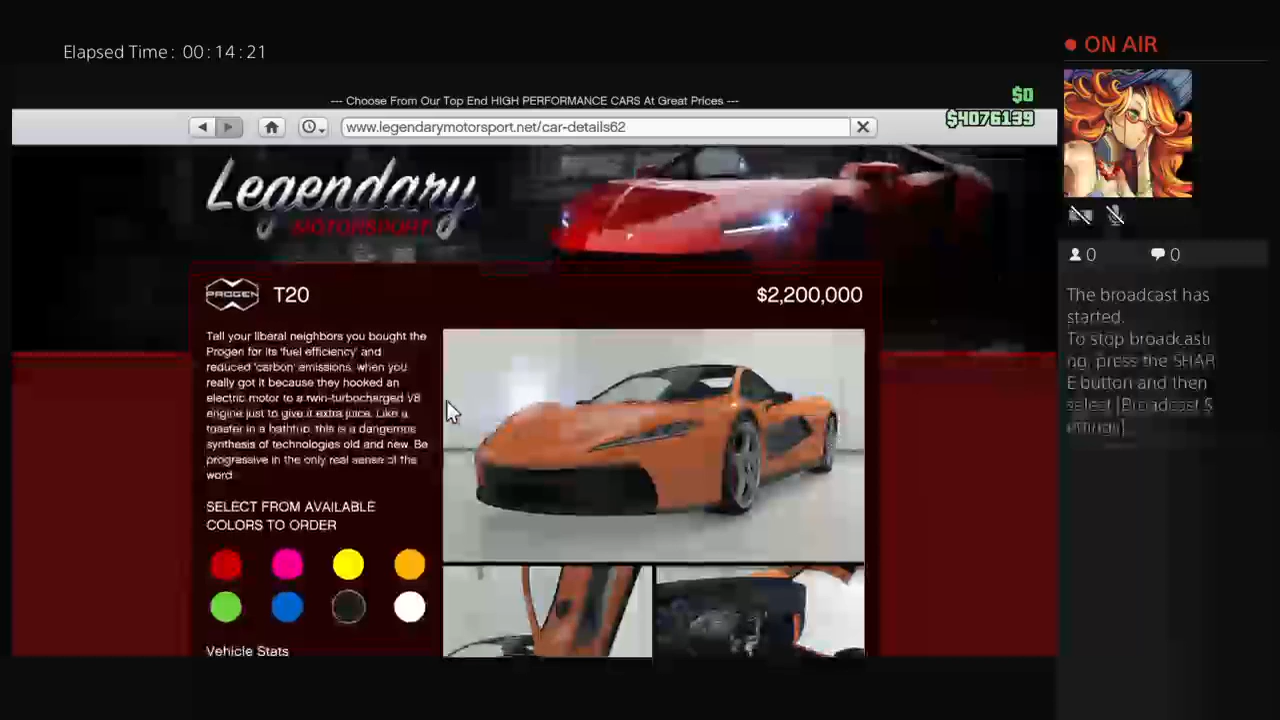 Elapsed Time: 00:14:21
ON AIR
--- Choose From Our Top End HIGH PERFORMANCE CARS At Great Prices ---
$0
www.legendarymotorsport.net/car-details62
$4076139
Legendary
MOTORSPORT
PROGEN
T20
$2,200,000
0
0
The broadcast has
started.
To stop broadcasti
ng, press the SHAR
E button and then
select [Broadcast S
ettings].
Tell your liberal neighbors you bought the
Progen for its 'fuel efficiency' and
reduced 'carbon' emissions, when you
really got it because they hooked an
electric motor to a twin-turbocharged V8
engine just to give it extra juice. Like a
toaster in a bathtub, this is a dangerous
synthesis of technologies old and new. Be
progressive in the only real sense of the
word.
SELECT FROM AVAILABLE
COLORS TO ORDER
Vehicle Stats